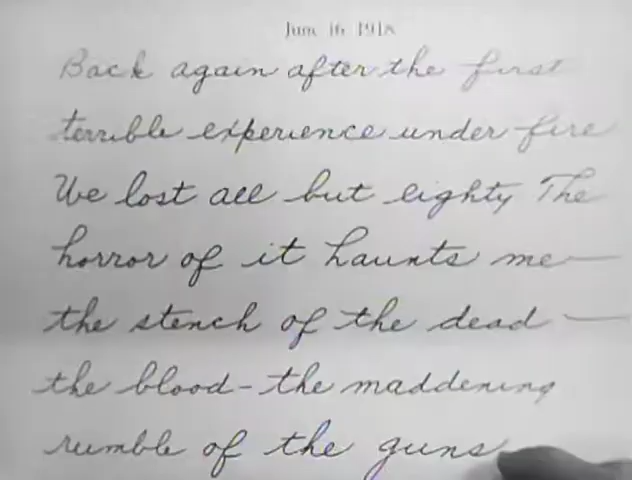 June 16 1918
Back again after the first
terrible experience under fire
We lost all but eighty The
horror of it haunts me—
the stench of the dead—
the blood-the maddening
rumble of the guns